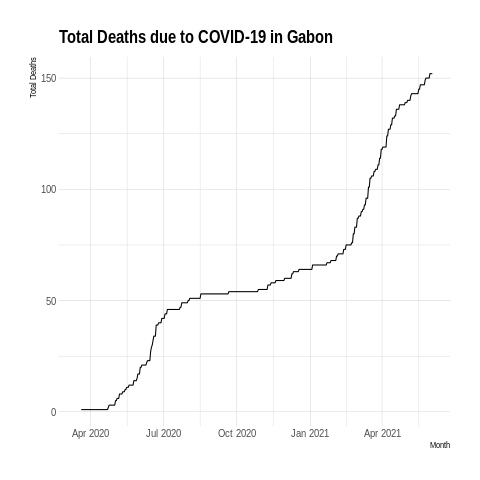 Total Deaths due to COVID-19 in Gabon
Total Deaths
150
100
50
0
Apr 2020 Jul 2020 Oct 2020 Jan 2021 Apr 2021
Month